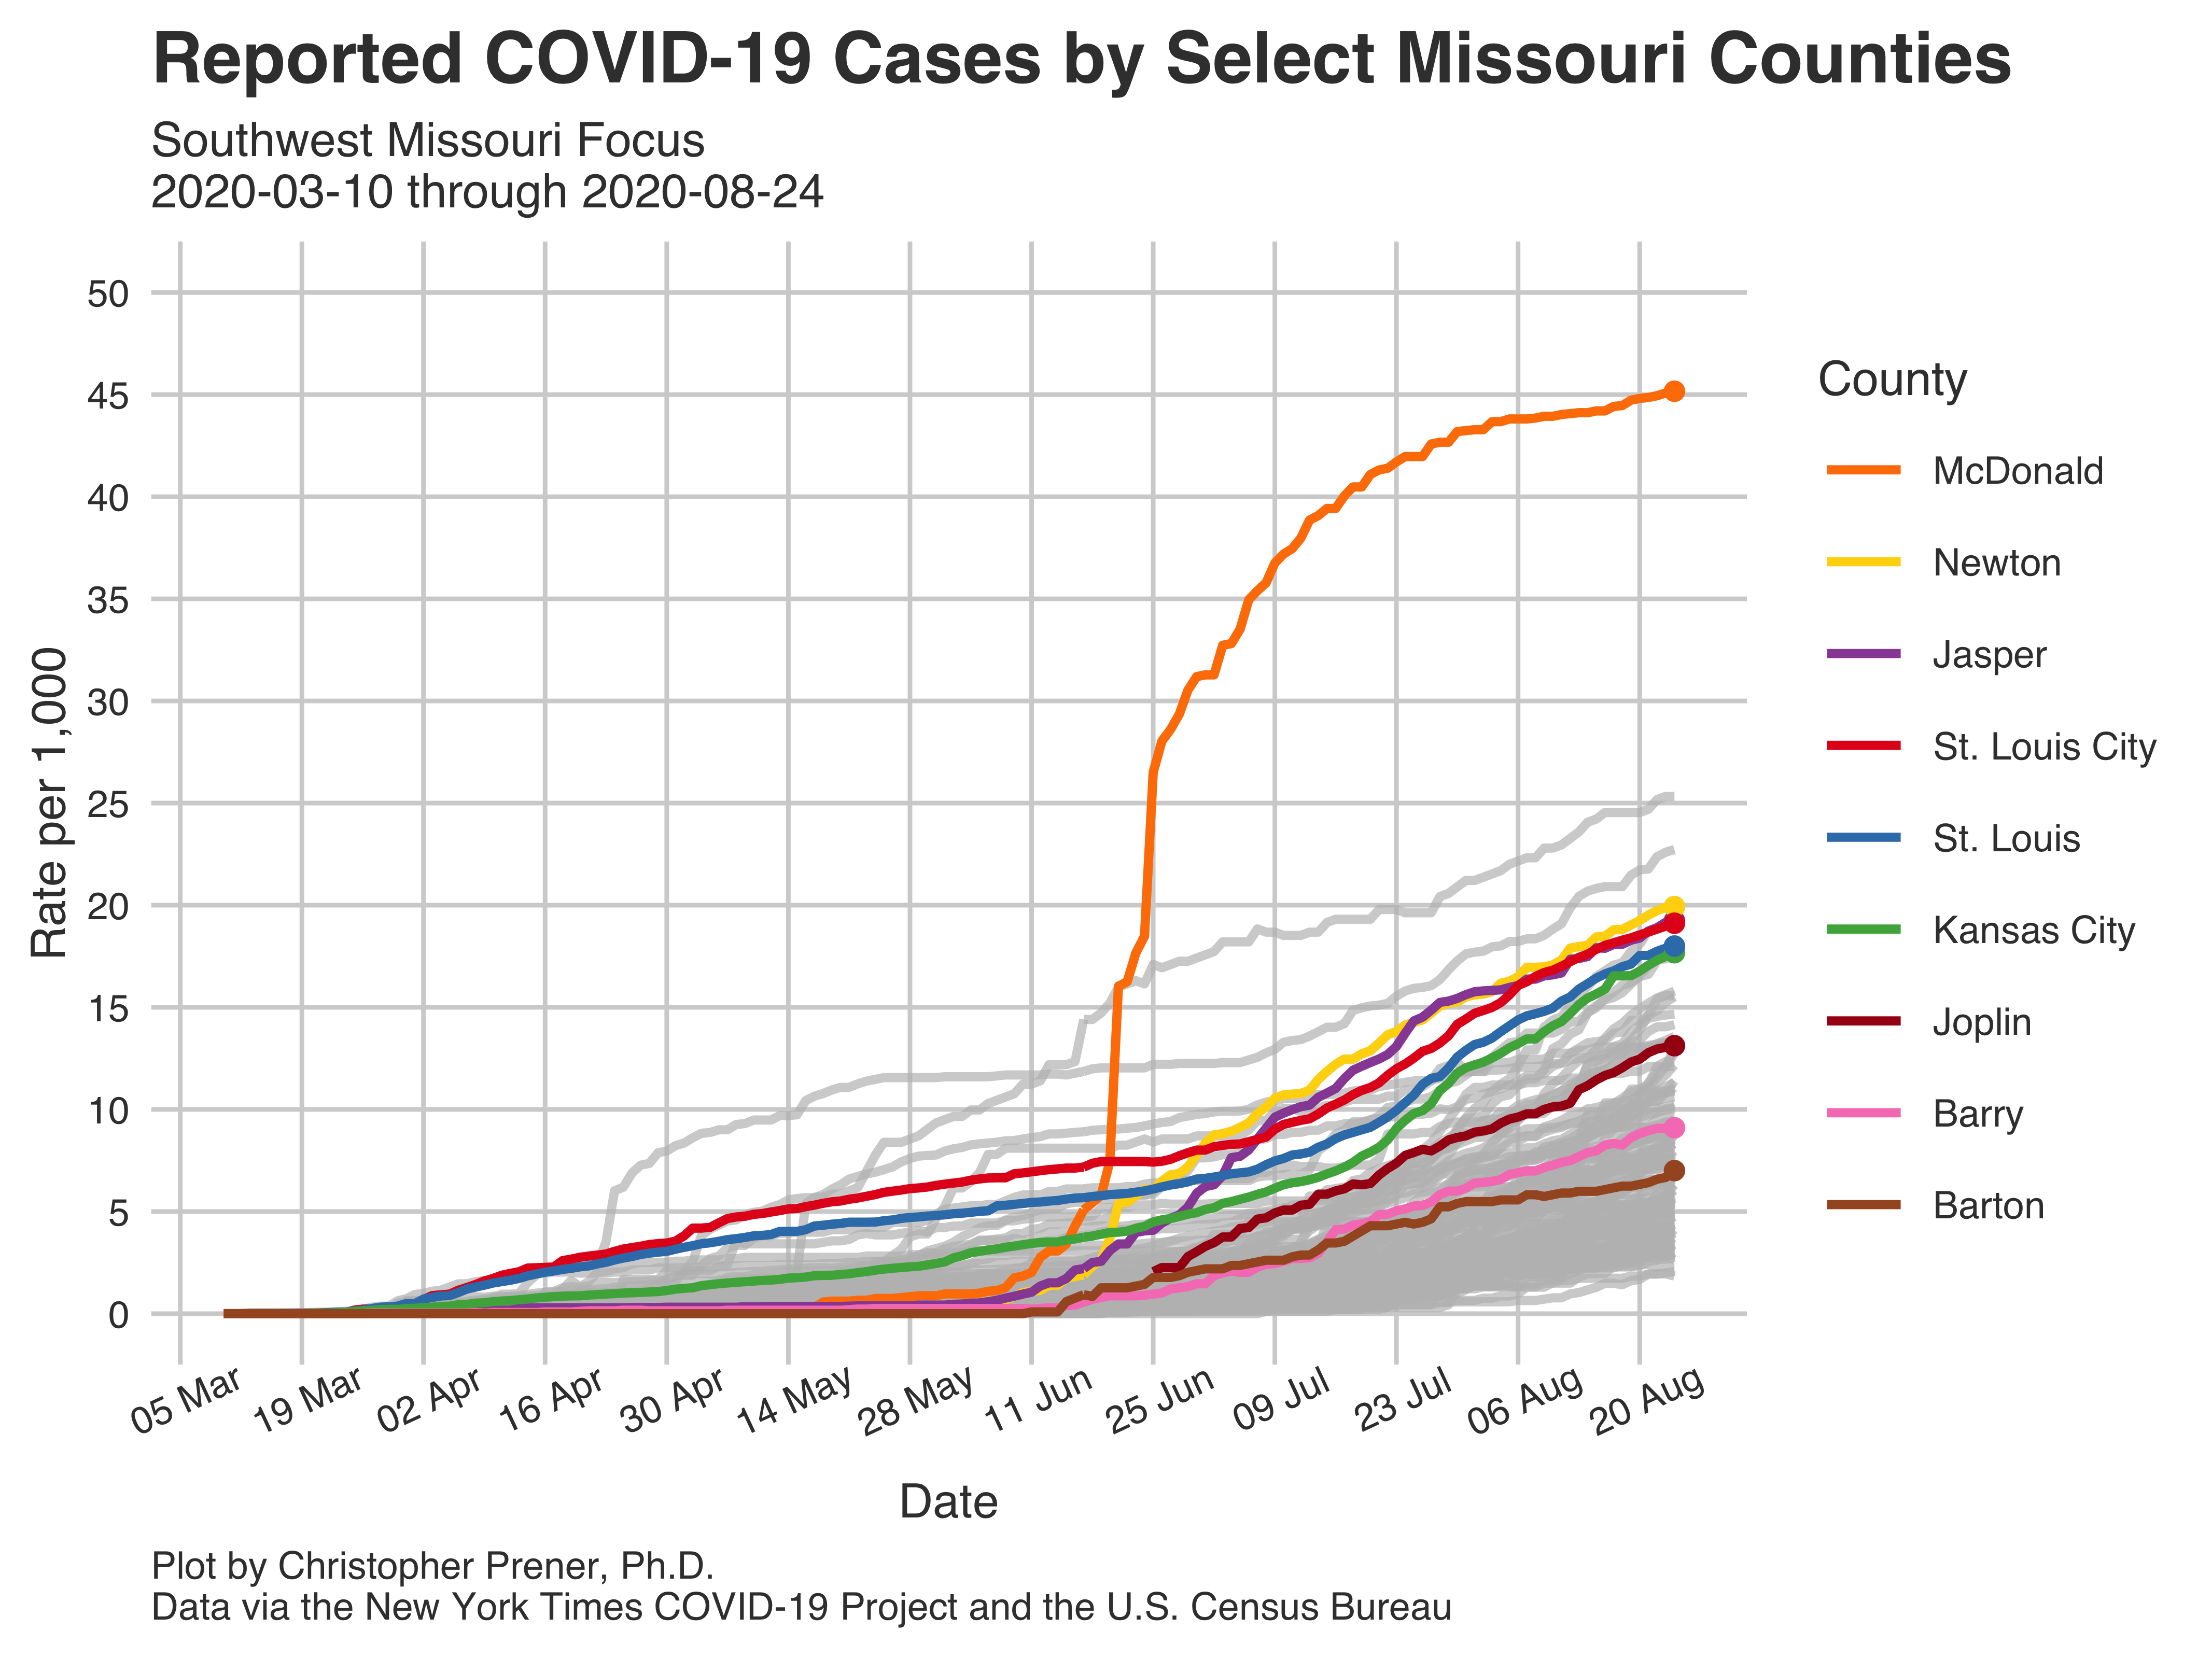 Reported COVID-19 Cases by Select Missouri Counties
Southwest Missouri Focus
2020-03-10 through 2020-08-24
50
45
40
35
30
25
20
15
10
5
0
Rate per 1,000
05 Mar
19 Mar
02 Apr
16 Apr
30 Apr
14 May
28 May
11 Jun
25 Jun
09 Jul
23 Jul
06 Aug
20 Aug
Date
County
McDonald
Newton
Jasper
St. Louis City
St. Louis
Kansas City
Joplin
Barry
Barton
Plot by Christopher Prener, Ph.D.
Data via the New York Times COVID-19 Project and the U.S. Census Bureau